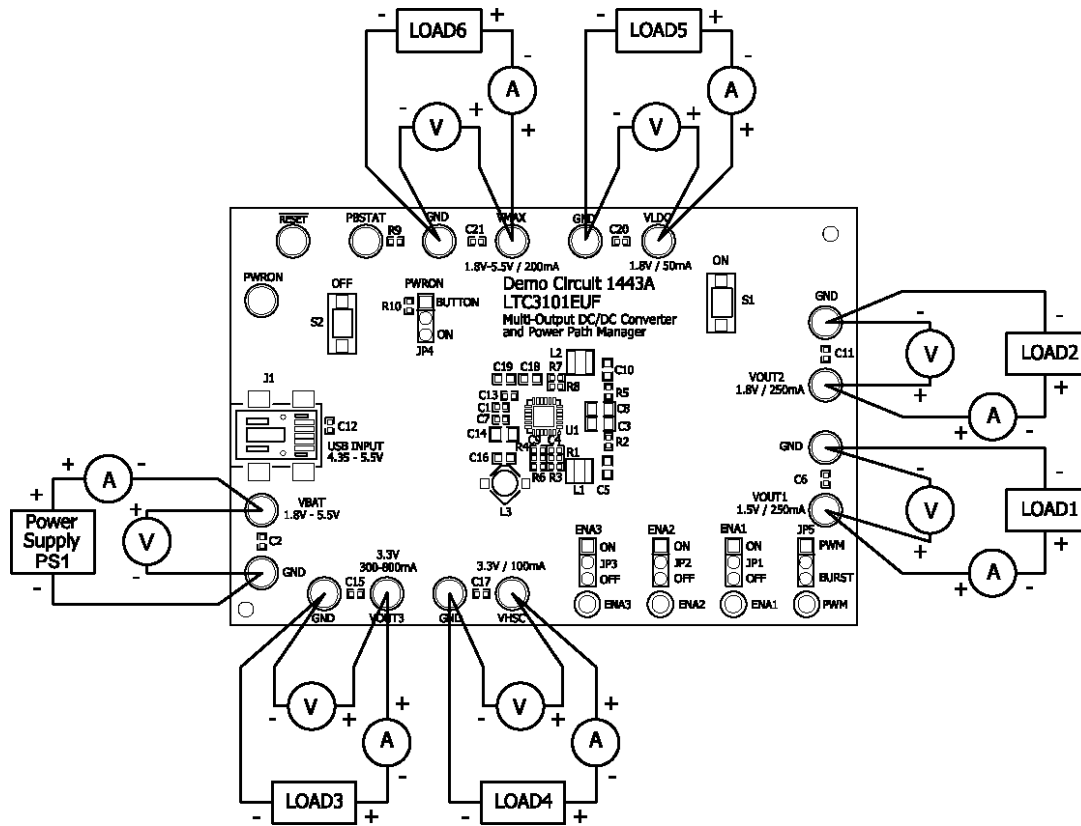 - LOAD6 +
- LOAD5 +
- A +
- A +
- V +
- V +
RESET
PBSTAT
R9
GND
C21
VMAX
GND
C20
VLDO
1.8V-5.5V / 200mA
1.8V / 50mA
PWRON
OFF
S2
PWRON
R10
BUTTON
ON
JP4
Demo Circuit 1443A
LTC3101EUF
Multi-Output DC/DC Converter
and Power Path Manager
ON
S1
GND
C11
VOUT2
1.8V/250mA
- V +
- LOAD2 +
+ A -
L2
C19
C18
R7
R8
C10
R5
C13
C1
C7
C8
C3
U1
R2
C14
R4
C9
C4
R1
C16
R6
R3
L1
C5
L3
J1
C12
USB INPUT
4.35 - 5.5V
GND
C6
VOUT1
1.5V/250mA
- V +
- LOAD1 +
+ A -
+ A -
+ Power
Supply
PS1 -
+ V -
VBAT
1.8V - 5.5V
C2
GND
3.3V
300-800mA
C15
GND
VOUT3
3.3V / 100mA
C17
GND
VHSC
ENA3
ON
JP3
OFF
ENA3
ENA2
ON
JP2
OFF
ENA2
ENA1
ON
JP1
OFF
ENA1
JP5
PWM
BURST
PWM
- V +
+ A -
- LOAD3 +
- V +
+ A -
- LOAD4 +